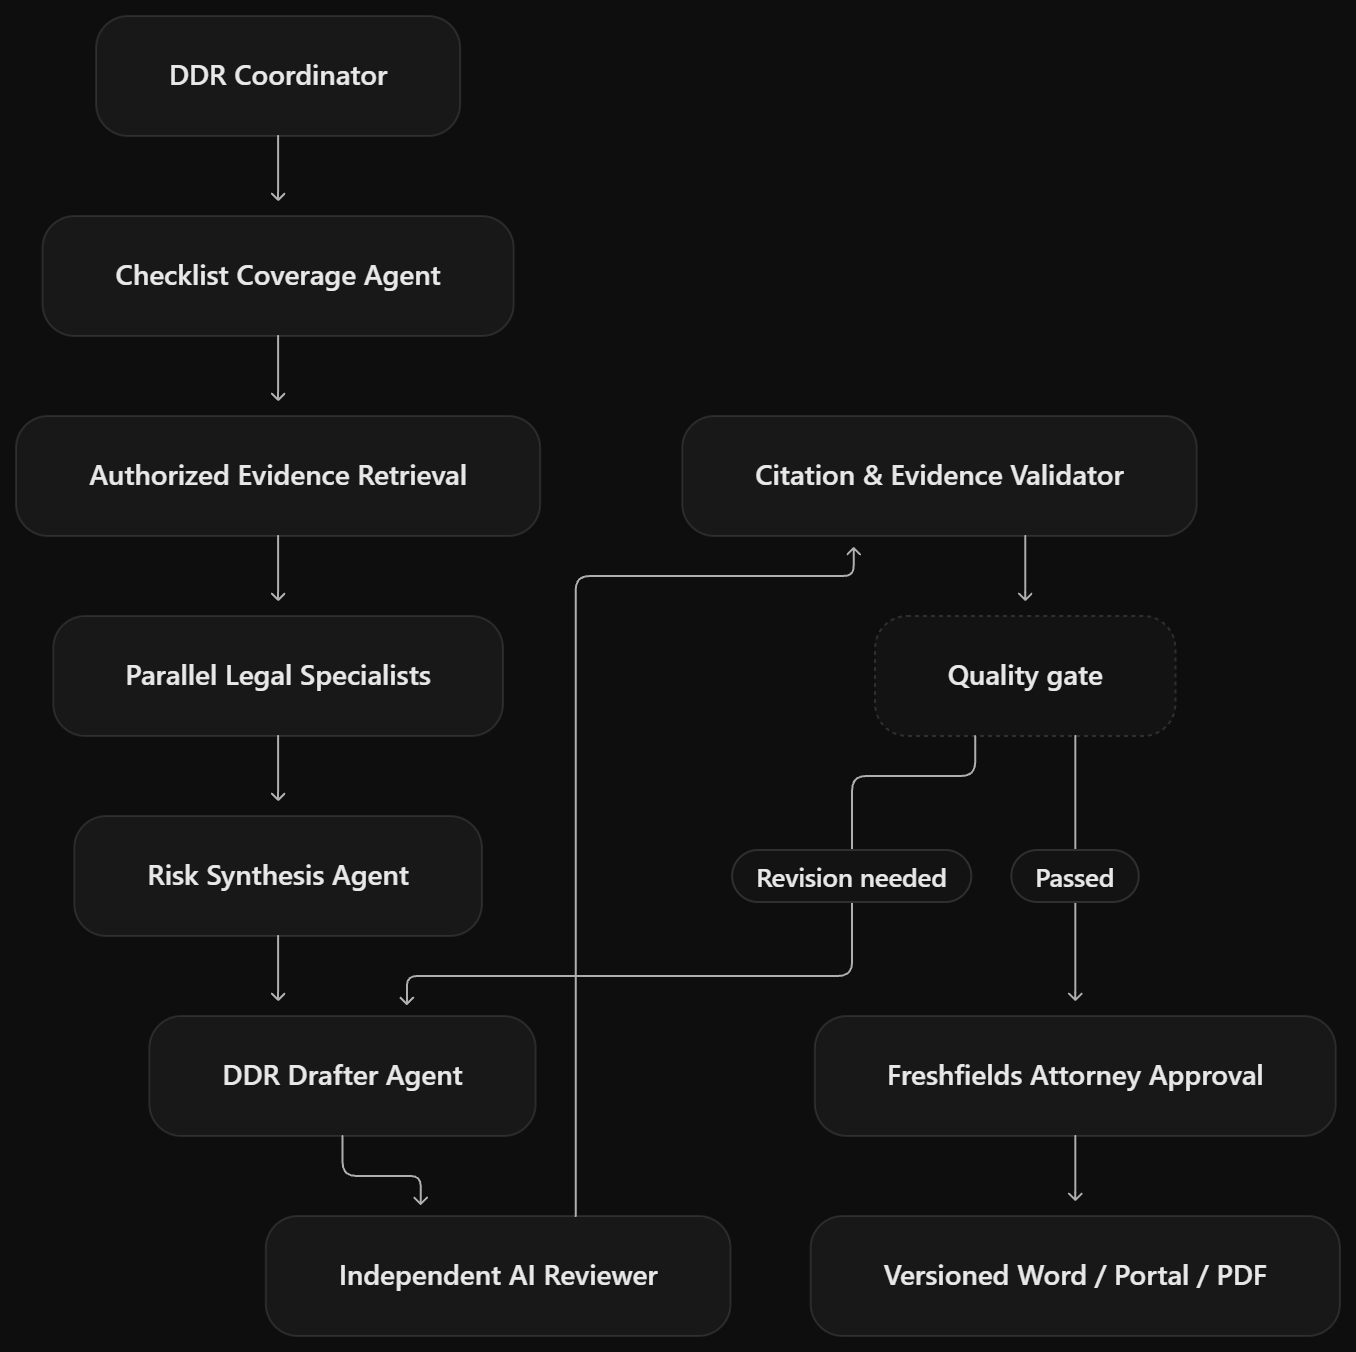 DDR Coordinator
Checklist Coverage Agent
Authorized Evidence Retrieval
Parallel Legal Specialists
Risk Synthesis Agent
DDR Drafter Agent
Independent AI Reviewer
Citation & Evidence Validator
Quality gate
Revision needed
Passed
Freshfields Attorney Approval
Versioned Word / Portal / PDF